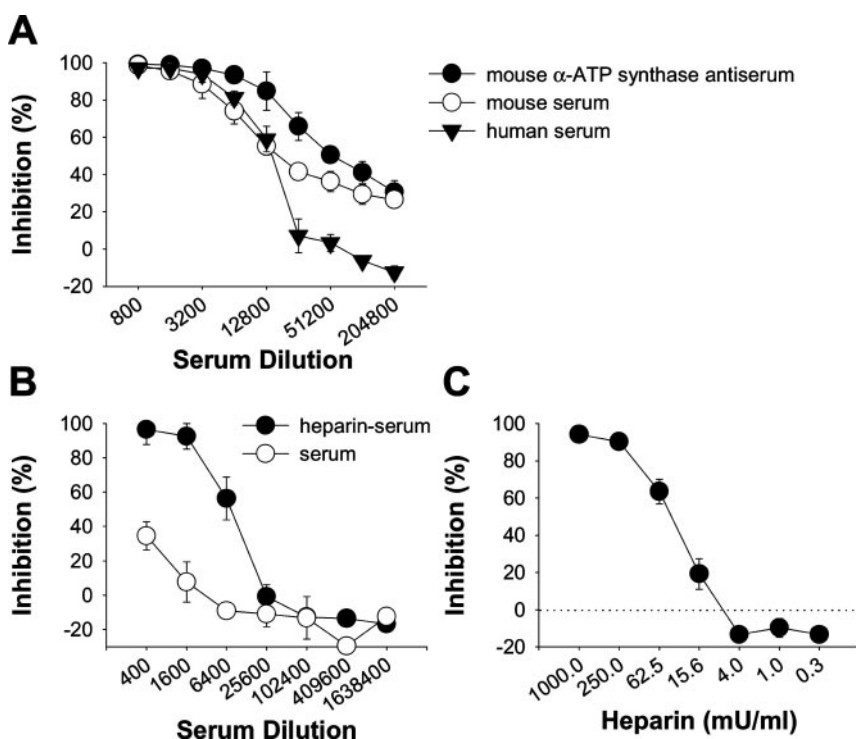 A
100
80
60
40
20
0
-20
Inhibition (%)
800
3200
12800
51200
204800
Serum Dilution
mouse α-ATP synthase antiserum
mouse serum
human serum
B
100
80
60
40
20
0
-20
Inhibition (%)
heparin-serum
serum
400
1600
6400
25600
102400
409600
1638400
Serum Dilution
C
100
80
60
40
20
0
-20
Inhibition (%)
1000.0
250.0
62.5
15.6
4.0
1.0
0.3
Heparin (mU/ml)